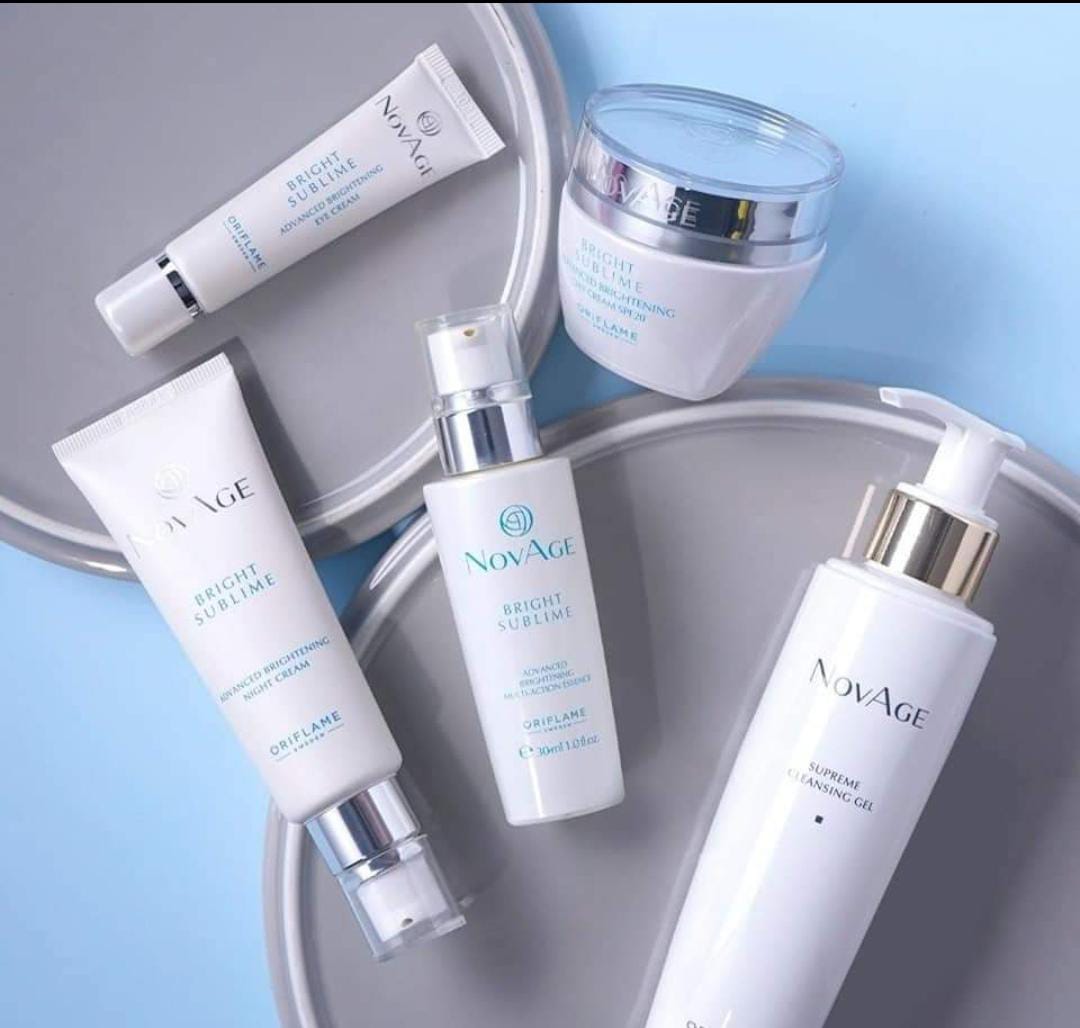 NOVAGE
BRIGHT
SUBLIME
ADVANCED BRIGHTENING
EYE CREAM
ORIFLAME
SWEDEN
NOVAGE
BRIGHT
SUBLIME
ADVANCED BRIGHTENING
DAY CREAM SPF20
ORIFLAME
SWEDEN
NOVAGE
BRIGHT
SUBLIME
ADVANCED BRIGHTENING
NIGHT CREAM
ORIFLAME
SWEDEN
NOVAGE
BRIGHT
SUBLIME
ADVANCED
BRIGHTENING
MULTI-ACTION ESSENCE
ORIFLAME
SWEDEN
℮ 30ml 1.0 fl.oz.
NOVAGE
SUPREME
CLEANSING GEL